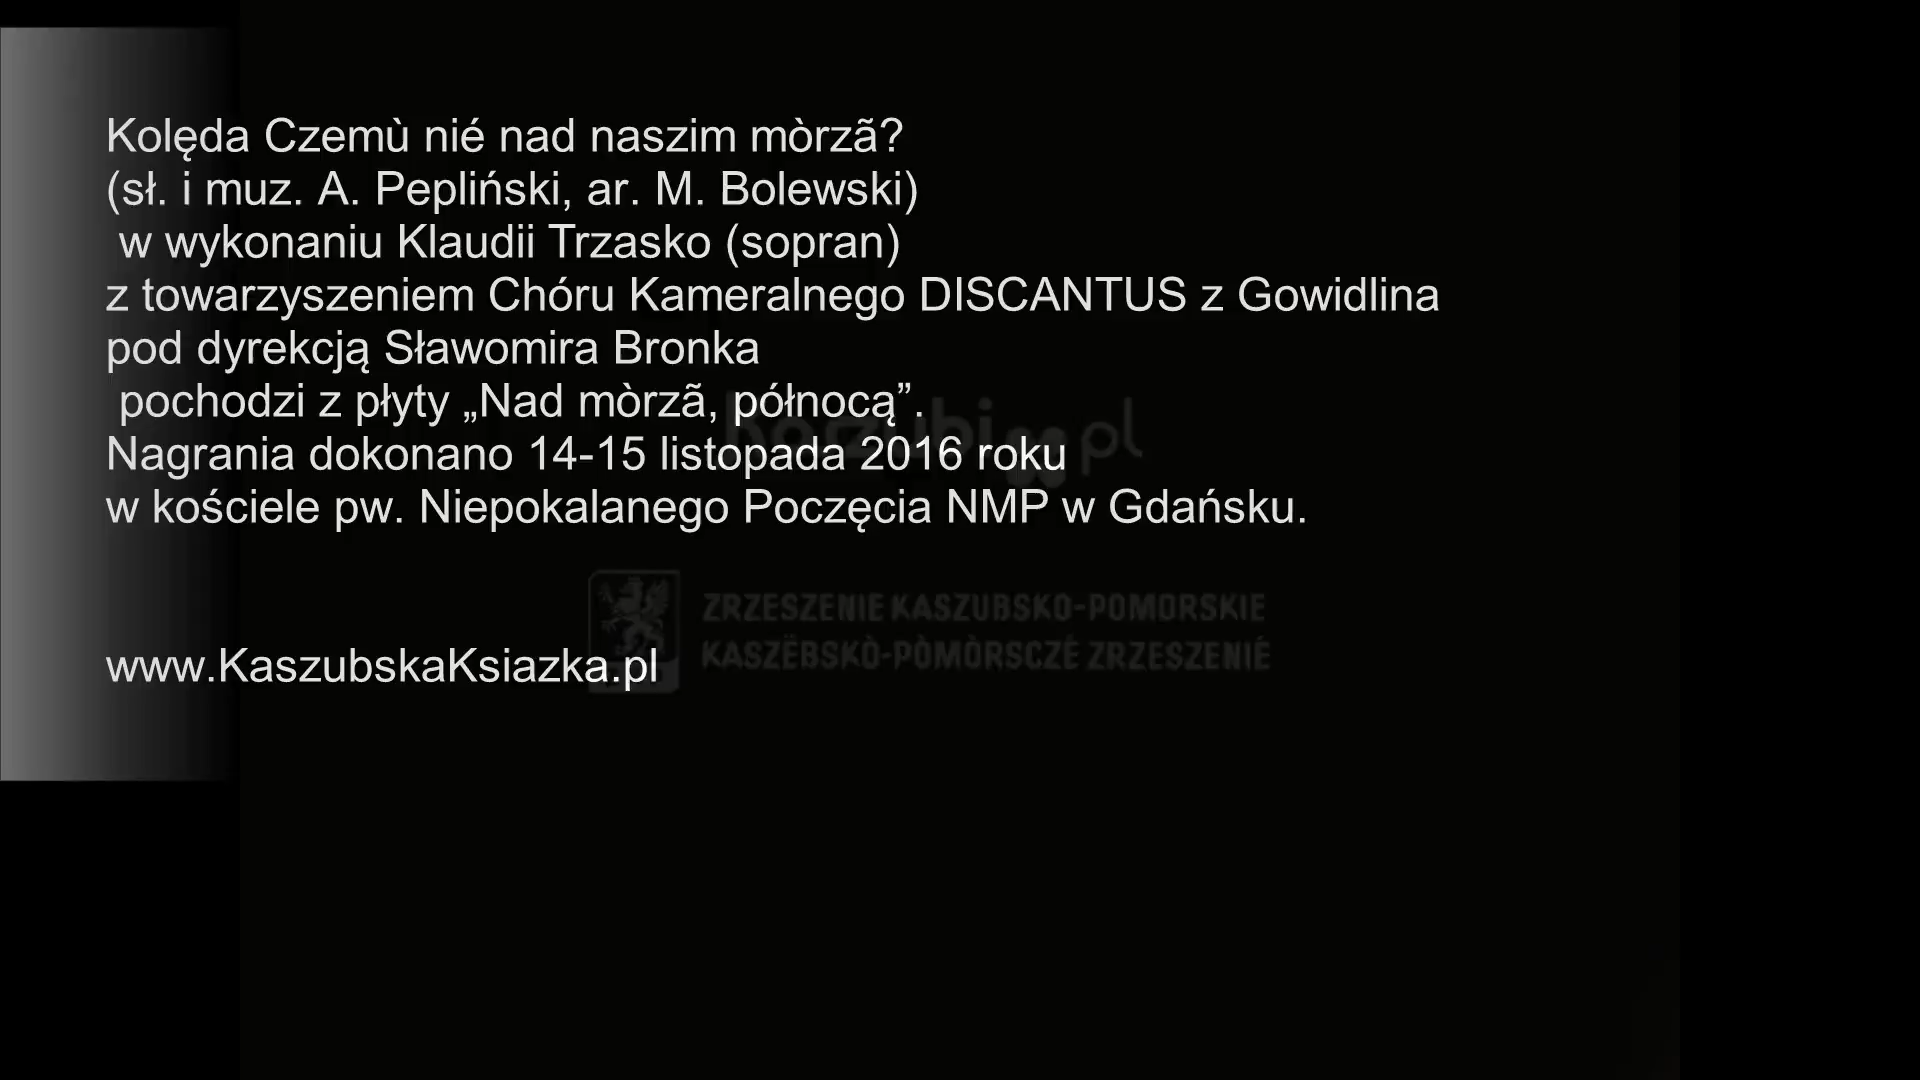 Kolęda Czemù nié nad naszim mòrzã?
(sł. i muz. A. Pepliński, ar. M. Bolewski)
w wykonaniu Klaudii Trzasko (sopran)
z towarzyszeniem Chóru Kameralnego DISCANTUS z Gowidlina
pod dyrekcją Sławomira Bronka
pochodzi z płyty „Nad mòrzã, północą”.
kaszubi.pl
Nagrania dokonano 14-15 listopada 2016 roku
w kościele pw. Niepokalanego Poczęcia NMP w Gdańsku.
ZRZESZENIE KASZUBSKO-POMORSKIE
KASZËBSKÒ-PÒMÒRSCZÉ ZRZESZENIÉ
www.KaszubskaKsiazka.pl